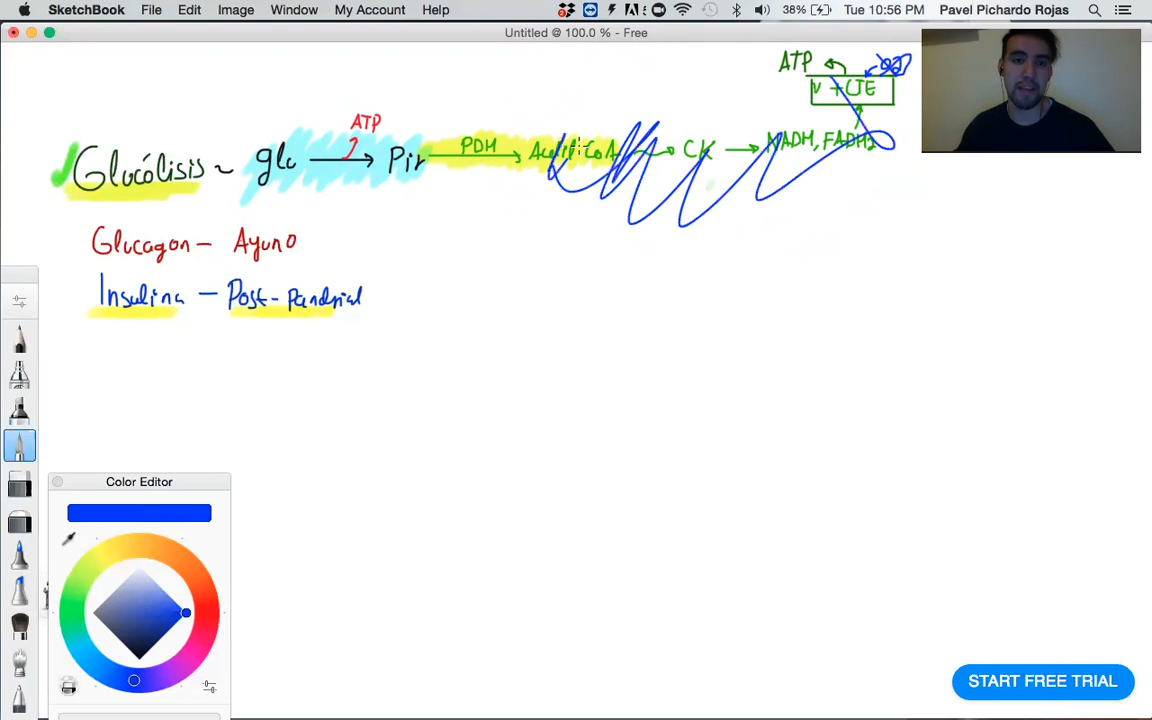 SketchBook File Edit Image Window My Account Help 38% Tue 10:56 PM Pavel Pichardo Rojas
Untitled @ 100.0 % - Free
ATP
CTE
Glucólisis ~ glc ATP Pir PDH Acetil CoA CK NADH, FADH2
Glucagon - Ayuno
Insulina - Post-pandrial
Color Editor
START FREE TRIAL